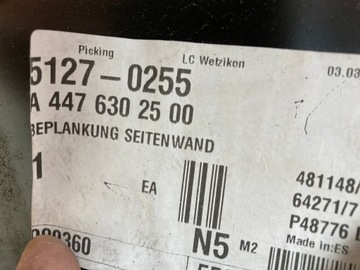 Picking LC Wetzikon 03.03
5127-0255
A 447 630 25 00
BEPLANKUNG SEITENWAND
1 EA
481148/
64271/7
P48776
N5 M2 Made in:ES